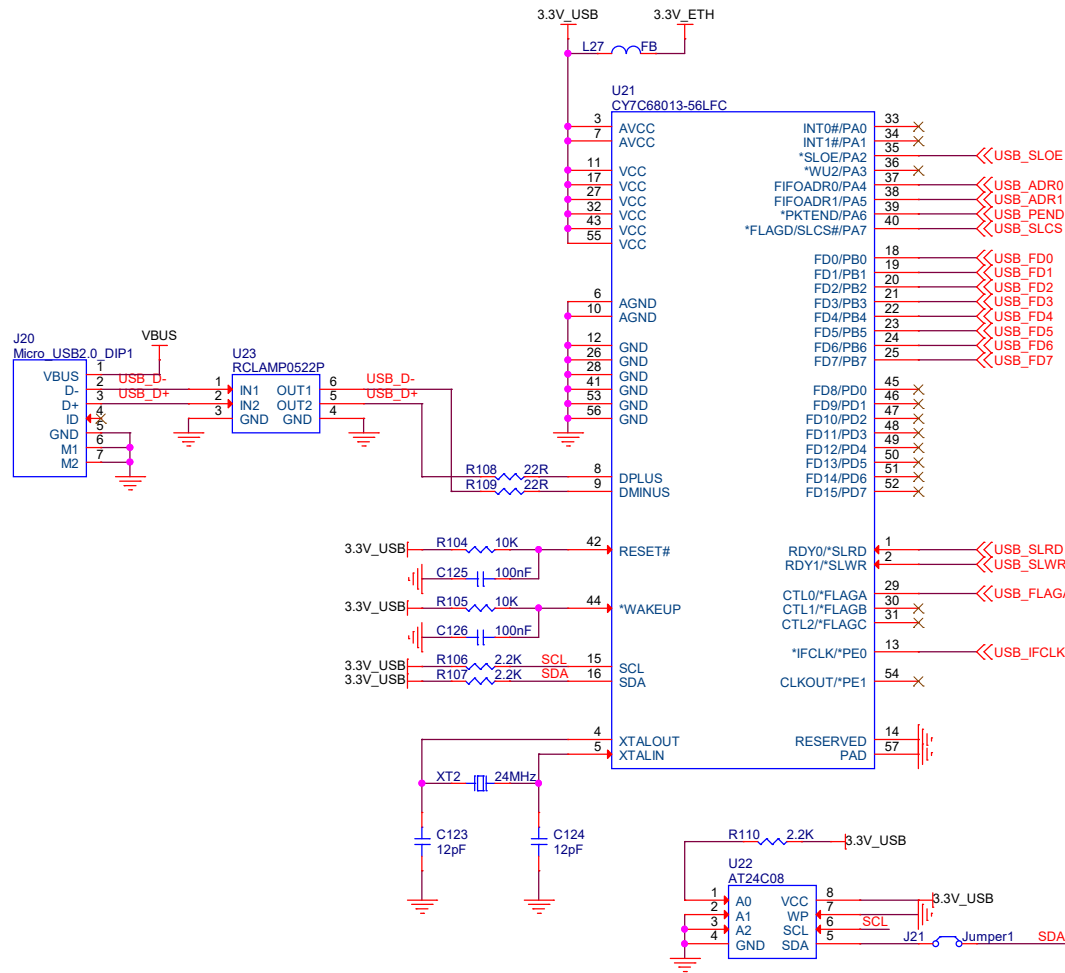 3.3V_USB 3.3V_ETH
L27 FB
U21
CY7C68013-56LFC
3 AVCC INT0#/PA0 33
7 AVCC INT1#/PA1 34
*SLOE/PA2 35 USB_SLOE
11 VCC *WU2/PA3 36
17 VCC FIFOADR0/PA4 37 USB_ADR0
27 VCC FIFOADR1/PA5 38 USB_ADR1
32 VCC *PKTEND/PA6 39 USB_PEND
43 VCC *FLAGD/SLCS#/PA7 40 USB_SLCS
55 VCC
FD0/PB0 18 USB_FD0
FD1/PB1 19 USB_FD1
FD2/PB2 20 USB_FD2
6 AGND FD3/PB3 21 USB_FD3
10 AGND FD4/PB4 22 USB_FD4
FD5/PB5 23 USB_FD5
12 GND FD6/PB6 24 USB_FD6
26 GND FD7/PB7 25 USB_FD7
28 GND
41 GND FD8/PD0 45
53 GND FD9/PD1 46
56 GND FD10/PD2 47
FD11/PD3 48
FD12/PD4 49
FD13/PD5 50
FD14/PD6 51
FD15/PD7 52
J20
Micro_USB2.0_DIP1
VBUS
VBUS 1
D- 2 USB_D-
D+ 3 USB_D+
ID 4
GND 5
M1 6
M2 7
U23
RCLAMP0522P
1 IN1 OUT1 6 USB_D-
2 IN2 OUT2 5 USB_D+
3 GND GND 4
R108 22R 8 DPLUS
R109 22R 9 DMINUS
3.3V_USB R104 10K 42 RESET# RDY0/*SLRD 1 USB_SLRD
RDY1/*SLWR 2 USB_SLWR
C125 100nF
CTL0/*FLAGA 29 USB_FLAGA
3.3V_USB R105 10K 44 *WAKEUP CTL1/*FLAGB 30
CTL2/*FLAGC 31
C126 100nF
*IFCLK/*PE0 13 USB_IFCLK
3.3V_USB R106 2.2K SCL 15 SCL
3.3V_USB R107 2.2K SDA 16 SDA CLKOUT/*PE1 54
4 XTALOUT RESERVED 14
5 XTALIN PAD 57
XT2 24MHz
C123
12pF
C124
12pF
R110 2.2K 3.3V_USB
U22
AT24C08
1 A0 VCC 8 3.3V_USB
2 A1 WP 7
3 A2 SCL 6 SCL
4 GND SDA 5 J21 Jumper1 SDA